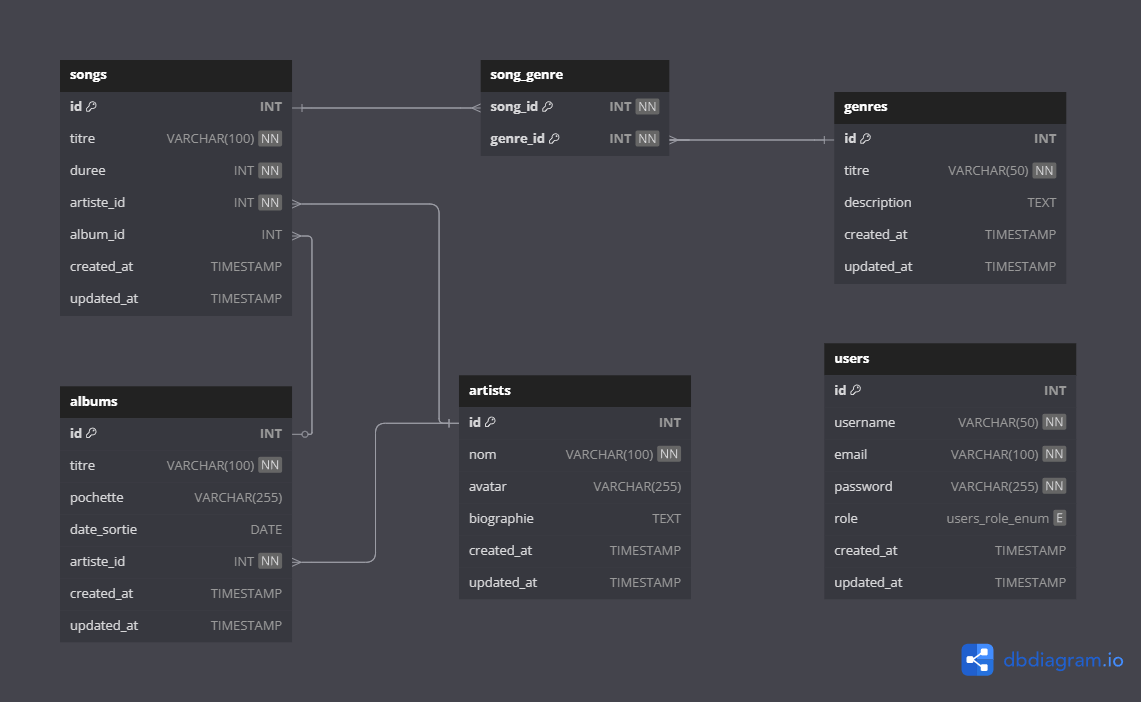 songs
id INT
titre VARCHAR(100) NN
duree INT NN
artiste_id INT NN
album_id INT
created_at TIMESTAMP
updated_at TIMESTAMP
song_genre
song_id INT NN
genre_id INT NN
genres
id INT
titre VARCHAR(50) NN
description TEXT
created_at TIMESTAMP
updated_at TIMESTAMP
albums
id INT
titre VARCHAR(100) NN
pochette VARCHAR(255)
date_sortie DATE
artiste_id INT NN
created_at TIMESTAMP
updated_at TIMESTAMP
artists
id INT
nom VARCHAR(100) NN
avatar VARCHAR(255)
biographie TEXT
created_at TIMESTAMP
updated_at TIMESTAMP
users
id INT
username VARCHAR(50) NN
email VARCHAR(100) NN
password VARCHAR(255) NN
role users_role_enum E
created_at TIMESTAMP
updated_at TIMESTAMP
dbdiagram.io